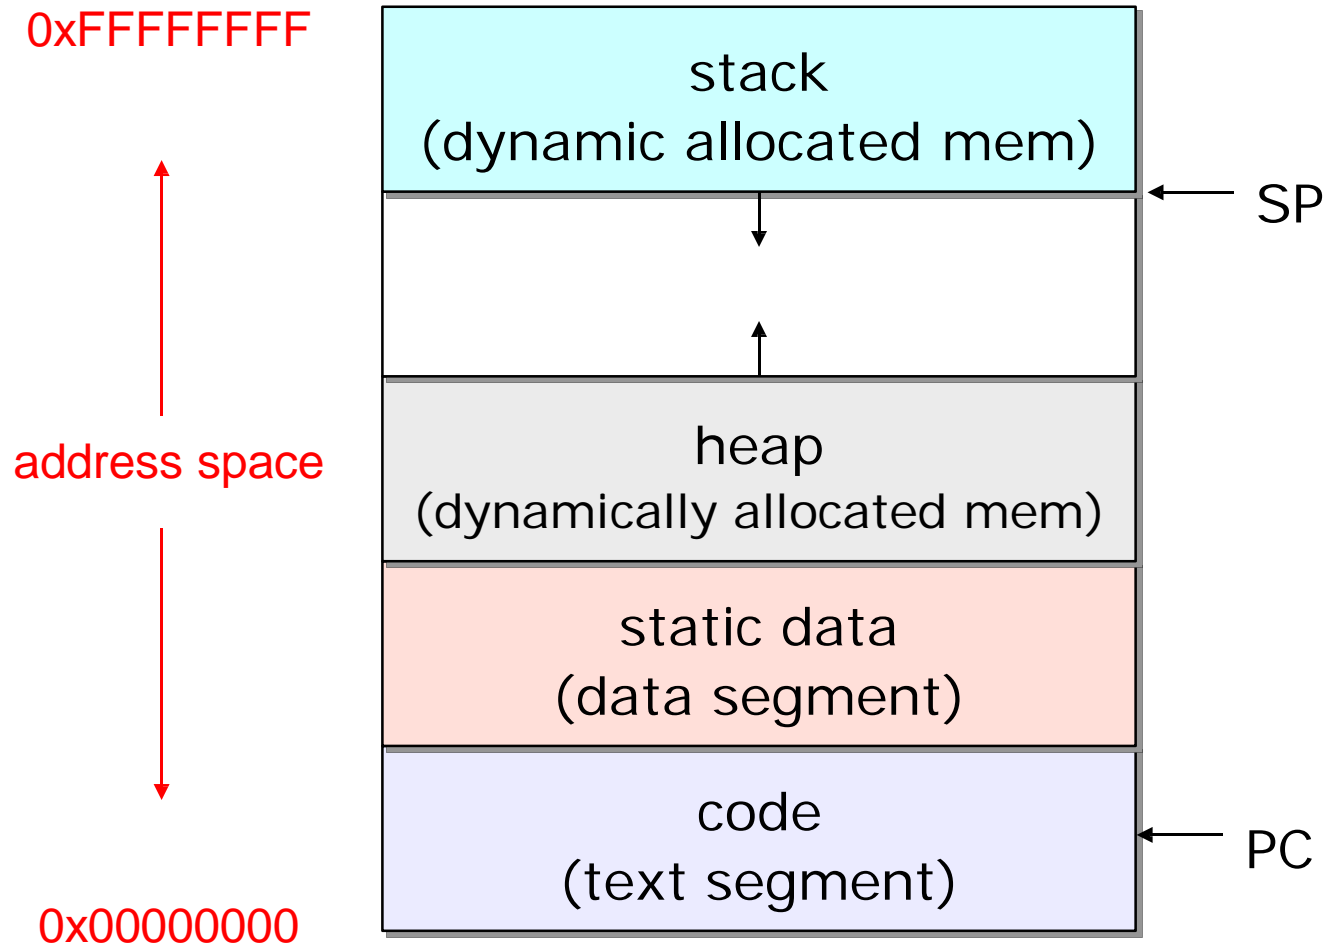 0xFFFFFFFF
stack
(dynamic allocated mem)
SP
address space
heap
(dynamically allocated mem)
static data
(data segment)
code
(text segment)
PC
0x00000000